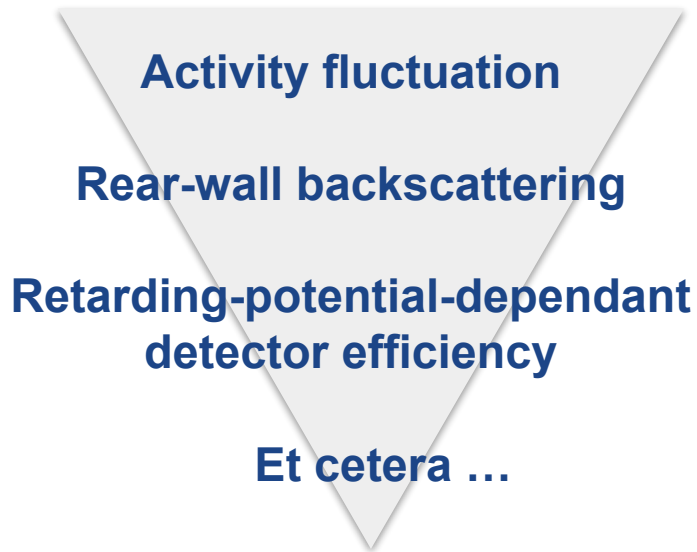 Activity fluctuation
Rear-wall backscattering
Retarding-potential-dependant
detector efficiency
Et cetera …